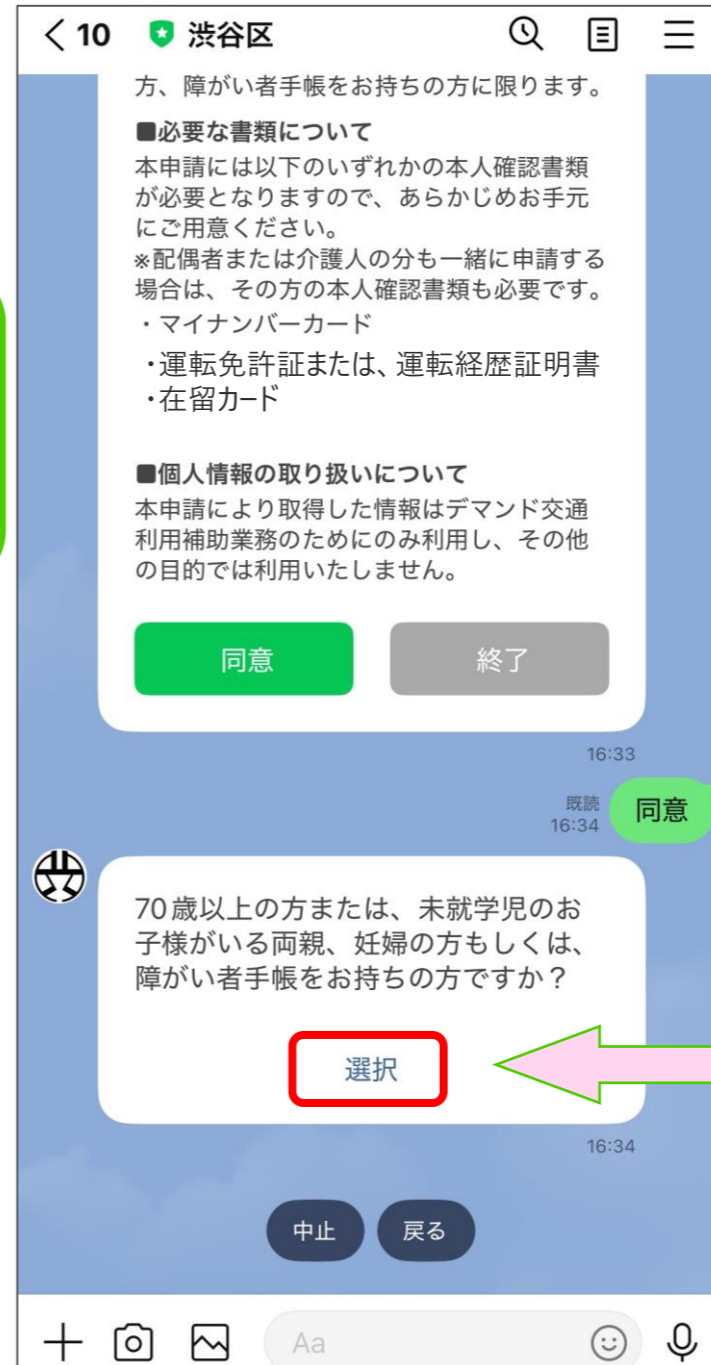 10 渋谷区
方、障がい者手帳をお持ちの方に限ります。
■必要な書類について
本申請には以下のいずれかの本人確認書類
が必要となりますので、あらかじめお手元
にご用意ください。
※配偶者または介護人の分も一緒に申請する
場合は、その方の本人確認書類も必要です。
・マイナンバーカード
・運転免許証または、運転経歴証明書
・在留カード
■個人情報の取り扱いについて
本申請により取得した情報はデマンド交通
利用補助業務のためにのみ利用し、その他
の目的では利用いたしません。
同意 終了
16:33
既読
16:34 同意
70歳以上の方または、未就学児のお
子様がいる両親、妊婦の方もしくは、
障がい者手帳をお持ちの方ですか？
選択
16:34
中止 戻る
Aa